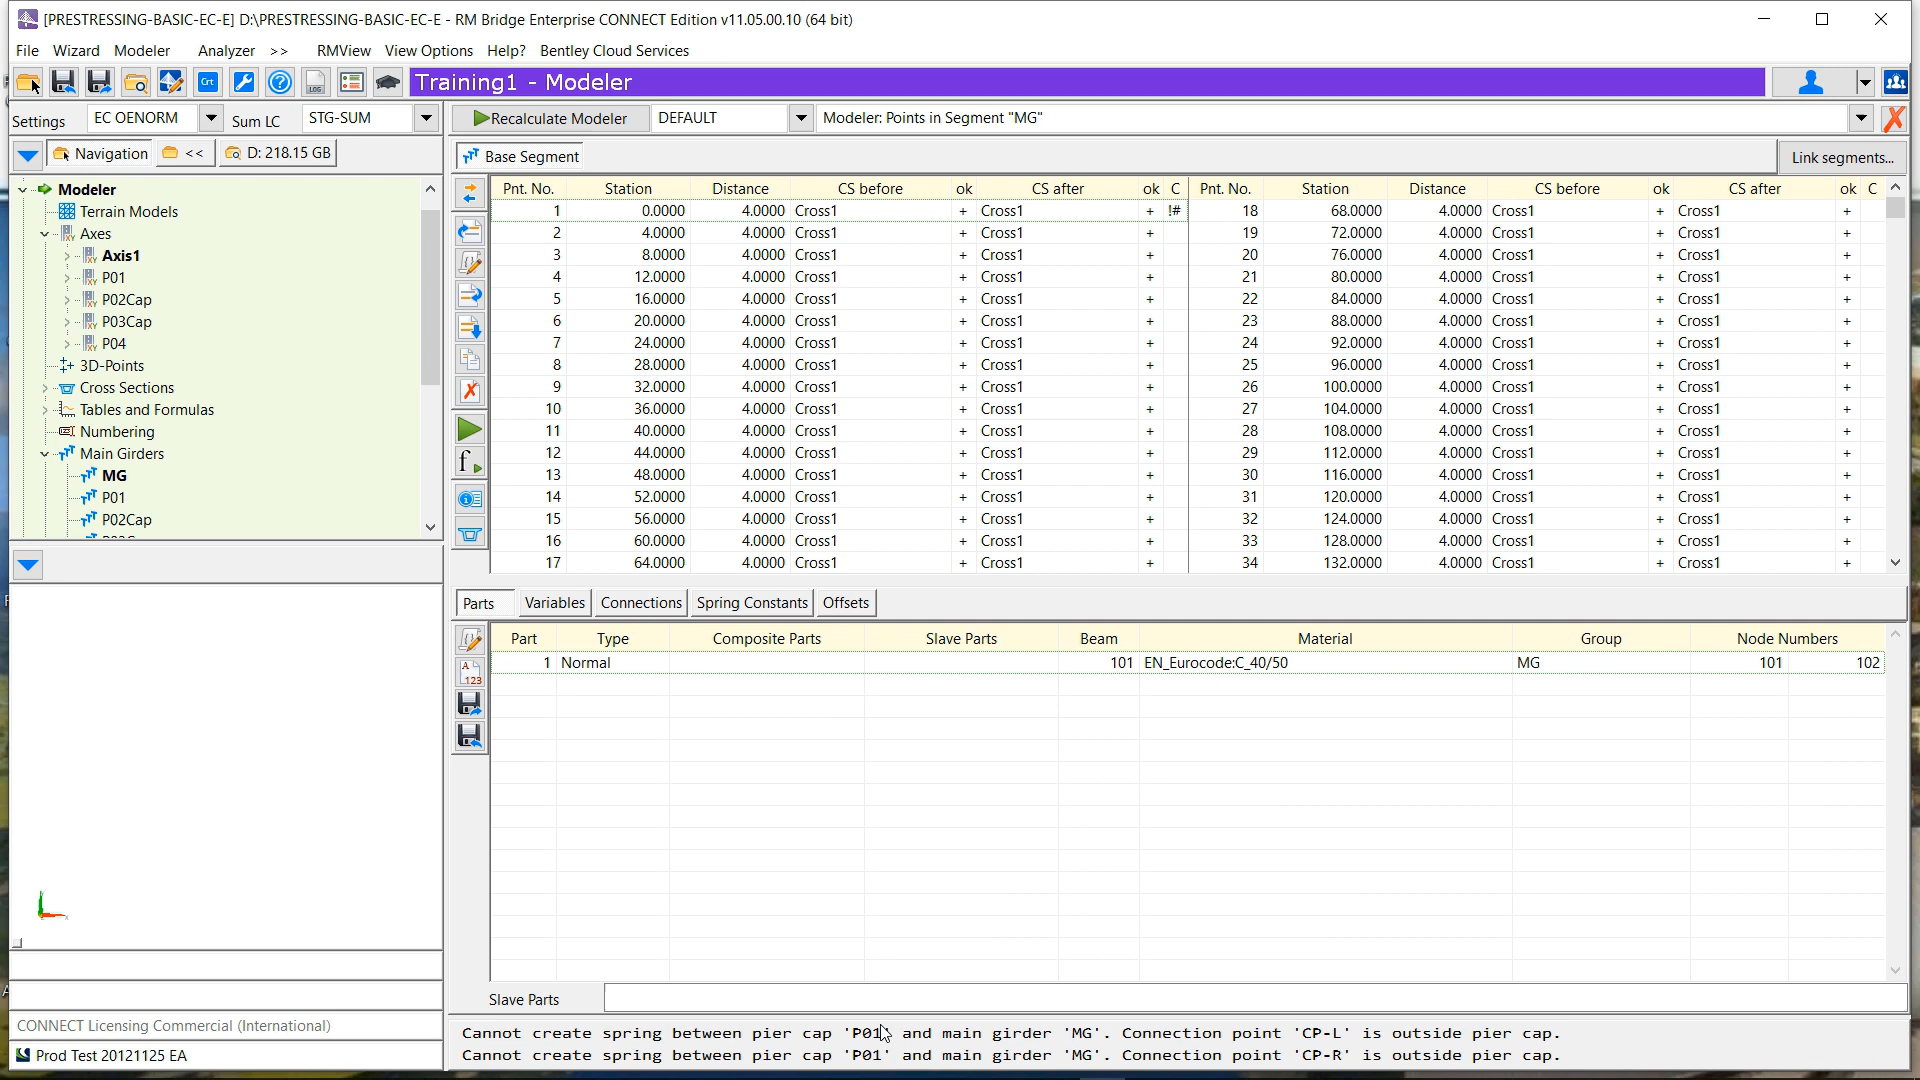 [PRESTRESSING-BASIC-EC-E] D:\PRESTRESSING-BASIC-EC-E - RM Bridge Enterprise CONNECT Edition v11.05.00.10 (64 bit)
File Wizard Modeler Analyzer >> RMView View Options Help? Bentley Cloud Services
Crt LOG Training1 - Modeler
Settings EC OENORM Sum LC STG-SUM Recalculate Modeler DEFAULT Modeler: Points in Segment "MG"
Navigation << D: 218.15 GB
Base Segment Link segments...
Modeler
Terrain Models
Axes
Axis1
P01
P02Cap
P03Cap
P04
3D-Points
Cross Sections
Tables and Formulas
Numbering
Main Girders
MG
P01
P02Cap
Pnt. No. Station Distance CS before ok CS after ok C Pnt. No. Station Distance CS before ok CS after ok C
1 0.0000 4.0000 Cross1 + Cross1 + !# 18 68.0000 4.0000 Cross1 + Cross1 +
2 4.0000 4.0000 Cross1 + Cross1 + 19 72.0000 4.0000 Cross1 + Cross1 +
3 8.0000 4.0000 Cross1 + Cross1 + 20 76.0000 4.0000 Cross1 + Cross1 +
4 12.0000 4.0000 Cross1 + Cross1 + 21 80.0000 4.0000 Cross1 + Cross1 +
5 16.0000 4.0000 Cross1 + Cross1 + 22 84.0000 4.0000 Cross1 + Cross1 +
6 20.0000 4.0000 Cross1 + Cross1 + 23 88.0000 4.0000 Cross1 + Cross1 +
7 24.0000 4.0000 Cross1 + Cross1 + 24 92.0000 4.0000 Cross1 + Cross1 +
8 28.0000 4.0000 Cross1 + Cross1 + 25 96.0000 4.0000 Cross1 + Cross1 +
9 32.0000 4.0000 Cross1 + Cross1 + 26 100.0000 4.0000 Cross1 + Cross1 +
10 36.0000 4.0000 Cross1 + Cross1 + 27 104.0000 4.0000 Cross1 + Cross1 +
11 40.0000 4.0000 Cross1 + Cross1 + 28 108.0000 4.0000 Cross1 + Cross1 +
12 44.0000 4.0000 Cross1 + Cross1 + 29 112.0000 4.0000 Cross1 + Cross1 +
13 48.0000 4.0000 Cross1 + Cross1 + 30 116.0000 4.0000 Cross1 + Cross1 +
14 52.0000 4.0000 Cross1 + Cross1 + 31 120.0000 4.0000 Cross1 + Cross1 +
15 56.0000 4.0000 Cross1 + Cross1 + 32 124.0000 4.0000 Cross1 + Cross1 +
16 60.0000 4.0000 Cross1 + Cross1 + 33 128.0000 4.0000 Cross1 + Cross1 +
17 64.0000 4.0000 Cross1 + Cross1 + 34 132.0000 4.0000 Cross1 + Cross1 +
Parts Variables Connections Spring Constants Offsets
Part Type Composite Parts Slave Parts Beam Material Group Node Numbers
1 Normal 101 EN_Eurocode:C_40/50 MG 101 102
A 123
Slave Parts
CONNECT Licensing Commercial (International)
Prod Test 20121125 EA
Cannot create spring between pier cap 'P01' and main girder 'MG'. Connection point 'CP-L' is outside pier cap.
Cannot create spring between pier cap 'P01' and main girder 'MG'. Connection point 'CP-R' is outside pier cap.